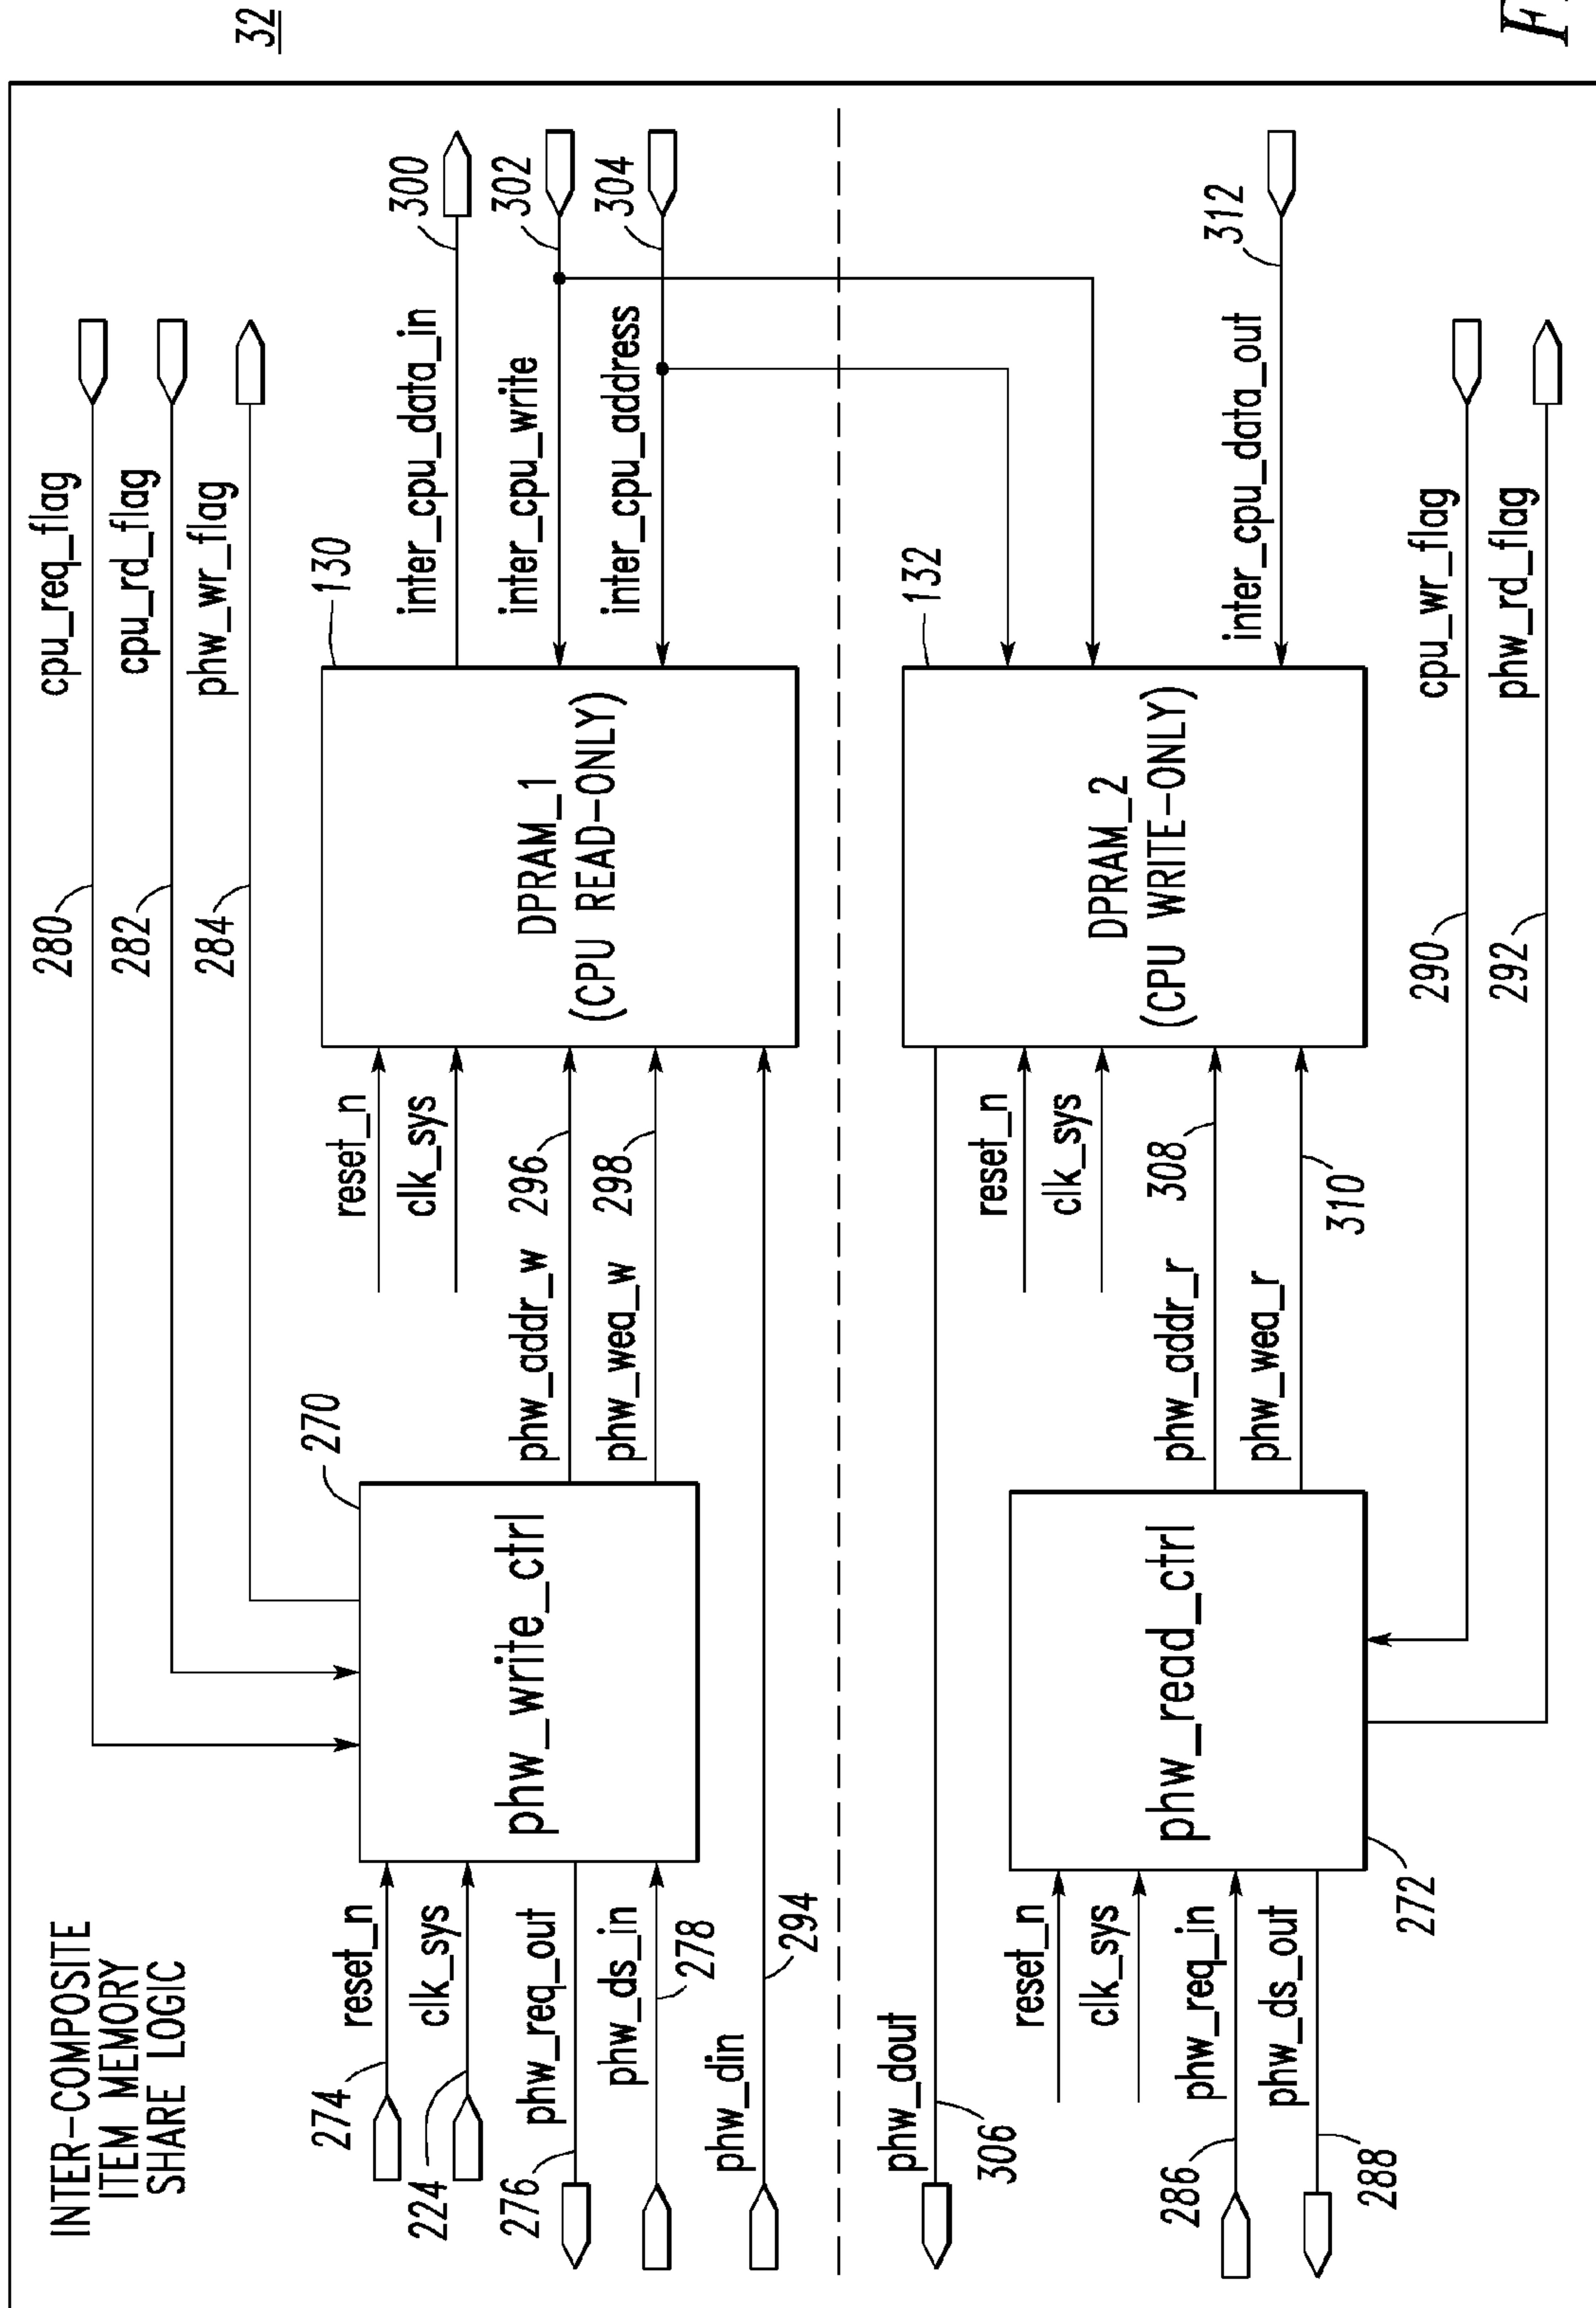 32
INTER-COMPOSITE
ITEM MEMORY
SHARE LOGIC
280
cpu_req_flag
282
cpu_rd_flag
284
phw_wr_flag
274
reset_n
224
clk_sys
276
phw_req_out
phw_ds_in
278
phw_din
294
270
phw_write_ctrl
phw_addr_w
296
phw_wea_w
298
reset_n
clk_sys
130
DPRAM_1
(CPU READ-ONLY)
inter_cpu_data_in
300
inter_cpu_write
302
inter_cpu_address
304
phw_dout
306
reset_n
clk_sys
phw_req_in
286
phw_ds_out
288
272
phw_read_ctrl
phw_addr_r
308
phw_wea_r
310
reset_n
clk_sys
132
DPRAM_2
(CPU WRITE-ONLY)
inter_cpu_data_out
312
290
cpu_wr_flag
292
phw_rd_flag